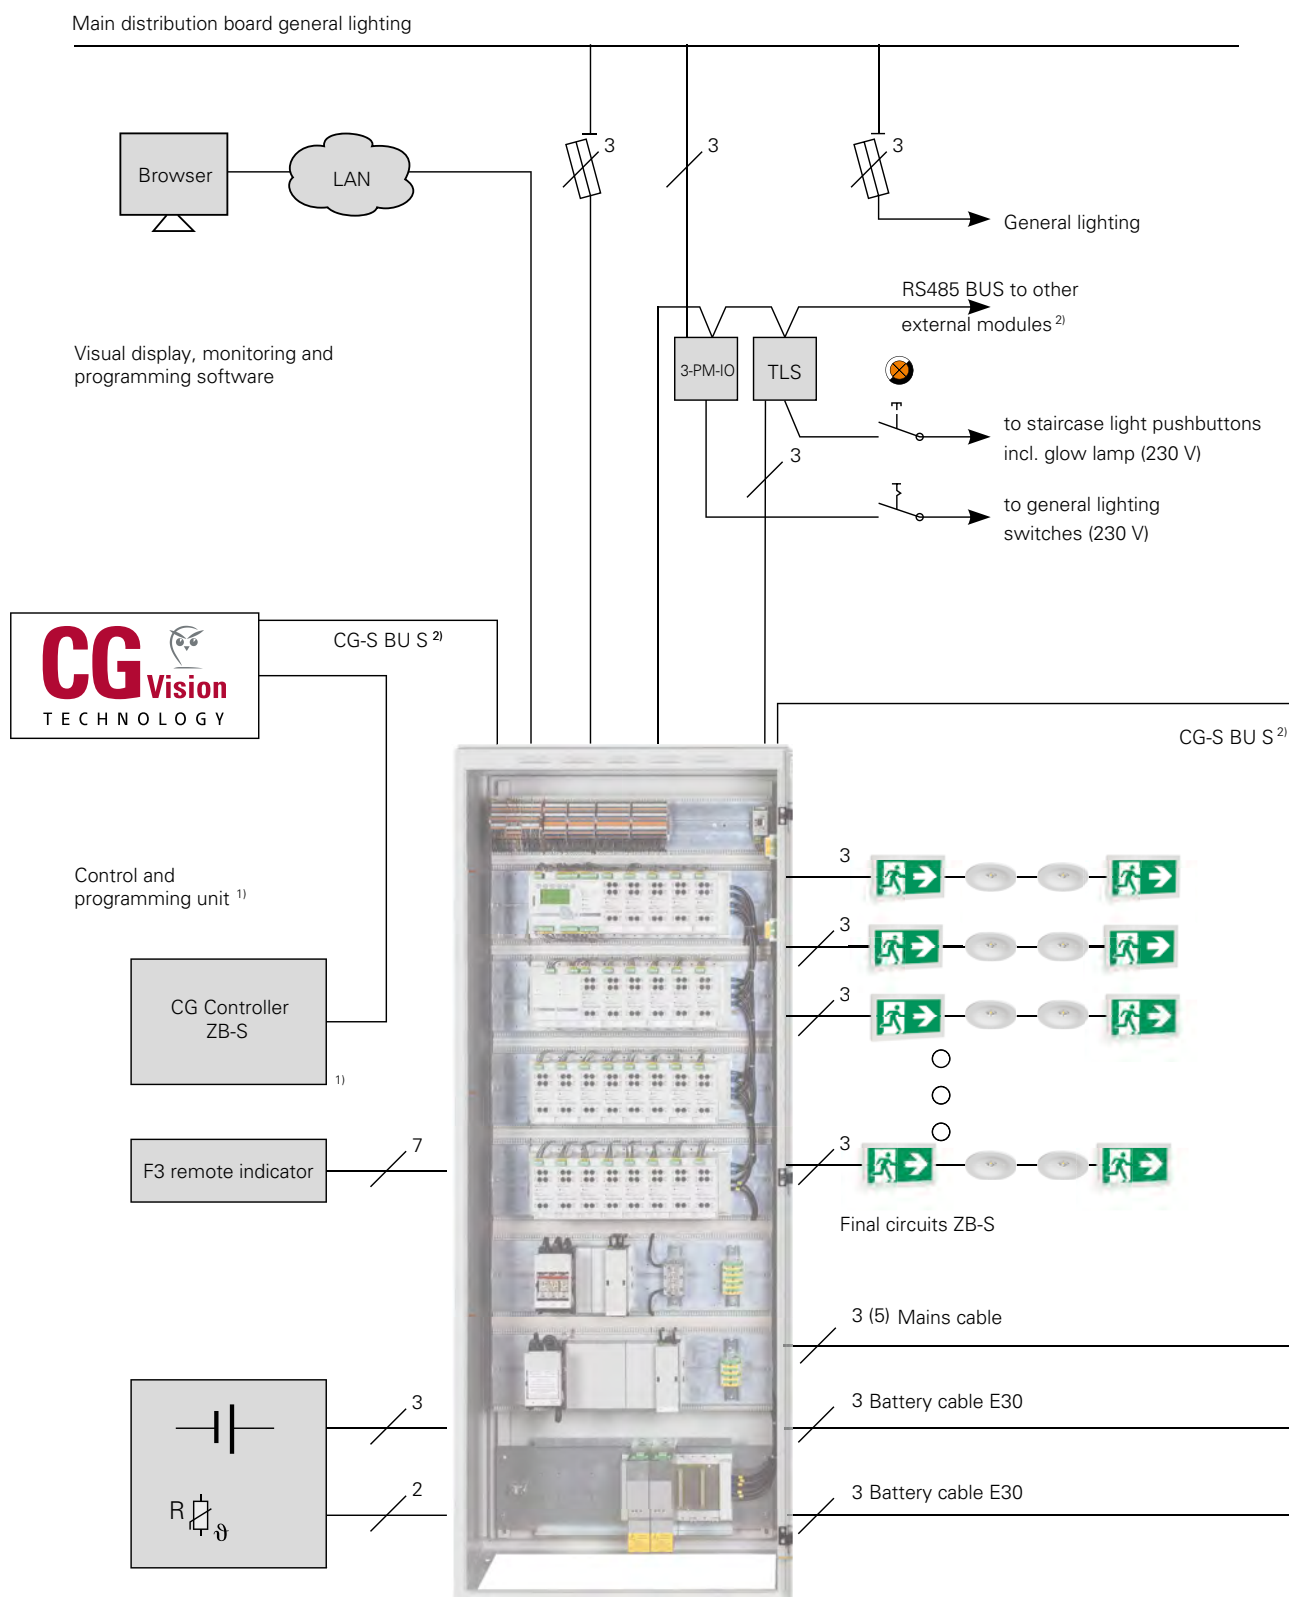 Main distribution board general lighting
3
3
3
Browser
LAN
General lighting
RS485 BUS to other
external modules 2)
Visual display, monitoring and
programming software
3-PM-IO
TLS
to staircase light pushbuttons
incl. glow lamp (230 V)
3
to general lighting
switches (230 V)
CG Vision
TECHNOLOGY
CG-S BU S 2)
CG-S BU S 2)
3
Control and
programming unit 1)
3
CG Controller
ZB-S
3
1)
F3 remote indicator
7
3
Final circuits ZB-S
3 (5) Mains cable
3
3 Battery cable E30
2
3 Battery cable E30
R
ϑ